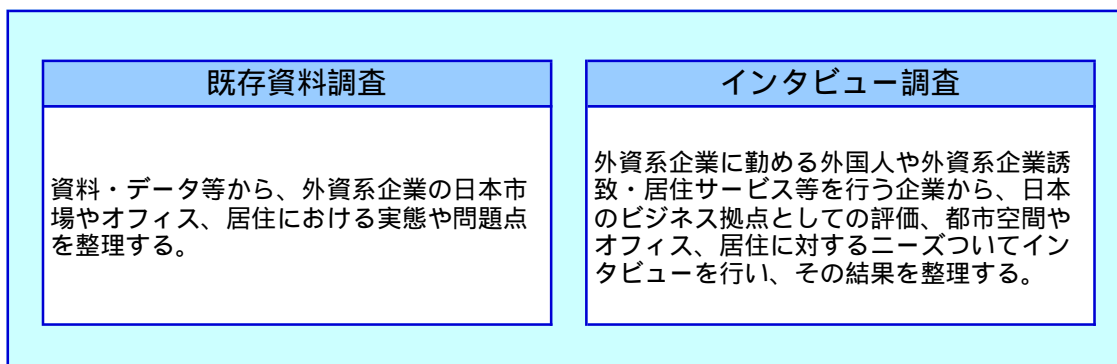 既存資料調査
資料・データ等から、外資系企業の日本市
場やオフィス、居住における実態や問題点
を整理する。
インタビュー調査
外資系企業に勤める外国人や外資系企業誘
致・居住サービス等を行う企業から、日本
のビジネス拠点としての評価、都市空間や
オフィス、居住に対するニーズついてイン
タビューを行い、その結果を整理する。